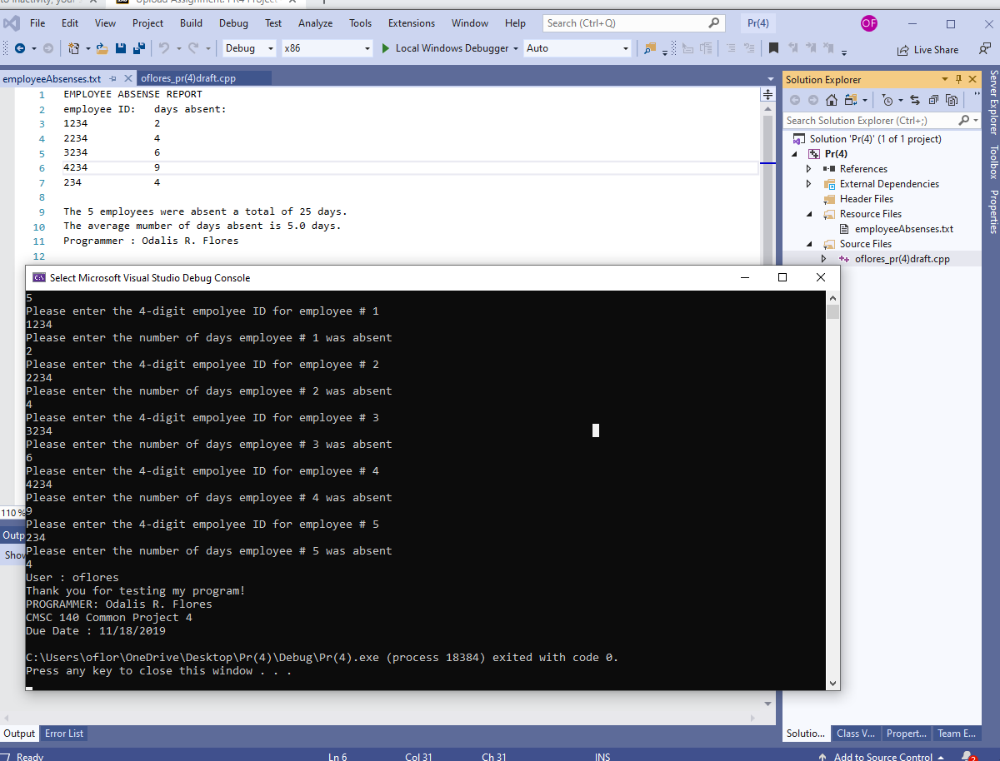 to inactivity, your
Upload Assignment: PR4 Project
File Edit View Project Build Debug Test Analyze Tools Extensions Window Help Search (Ctrl+Q) Pr(4) OF
Debug x86 Local Windows Debugger Auto Live Share
employeeAbsenses.txt oflores_pr(4)draft.cpp
1 EMPLOYEE ABSENSE REPORT
2 employee ID: days absent:
3 1234 2
4 2234 4
5 3234 6
6 4234 9
7 234 4
8
9 The 5 employees were absent a total of 25 days.
10 The average mumber of days absent is 5.0 days.
11 Programmer : Odalis R. Flores
12
110 %
Outp
Show
Select Microsoft Visual Studio Debug Console
5
Please enter the 4-digit empolyee ID for employee # 1
1234
Please enter the number of days employee # 1 was absent
2
Please enter the 4-digit empolyee ID for employee # 2
2234
Please enter the number of days employee # 2 was absent
4
Please enter the 4-digit empolyee ID for employee # 3
3234
Please enter the number of days employee # 3 was absent
6
Please enter the 4-digit empolyee ID for employee # 4
4234
Please enter the number of days employee # 4 was absent
9
Please enter the 4-digit empolyee ID for employee # 5
234
Please enter the number of days employee # 5 was absent
4
User : oflores
Thank you for testing my program!
PROGRAMMER: Odalis R. Flores
CMSC 140 Common Project 4
Due Date : 11/18/2019
C:\Users\oflor\OneDrive\Desktop\Pr(4)\Debug\Pr(4).exe (process 18384) exited with code 0.
Press any key to close this window . . .
Solution Explorer
Search Solution Explorer (Ctrl+;)
Solution 'Pr(4)' (1 of 1 project)
Pr(4)
References
External Dependencies
Header Files
Resource Files
employeeAbsenses.txt
Source Files
oflores_pr(4)draft.cpp
Server Explorer
Toolbox
Properties
Output Error List
Solutio... Class V... Propert... Team E...
Ready Ln 6 Col 31 Ch 31 INS Add to Source Control 2